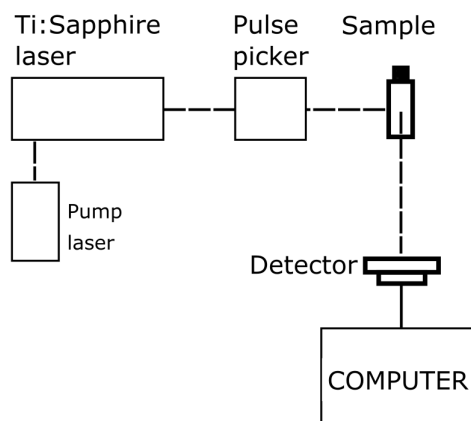 Ti:Sapphire
laser
Pulse
picker
Sample
Pump
laser
Detector
COMPUTER